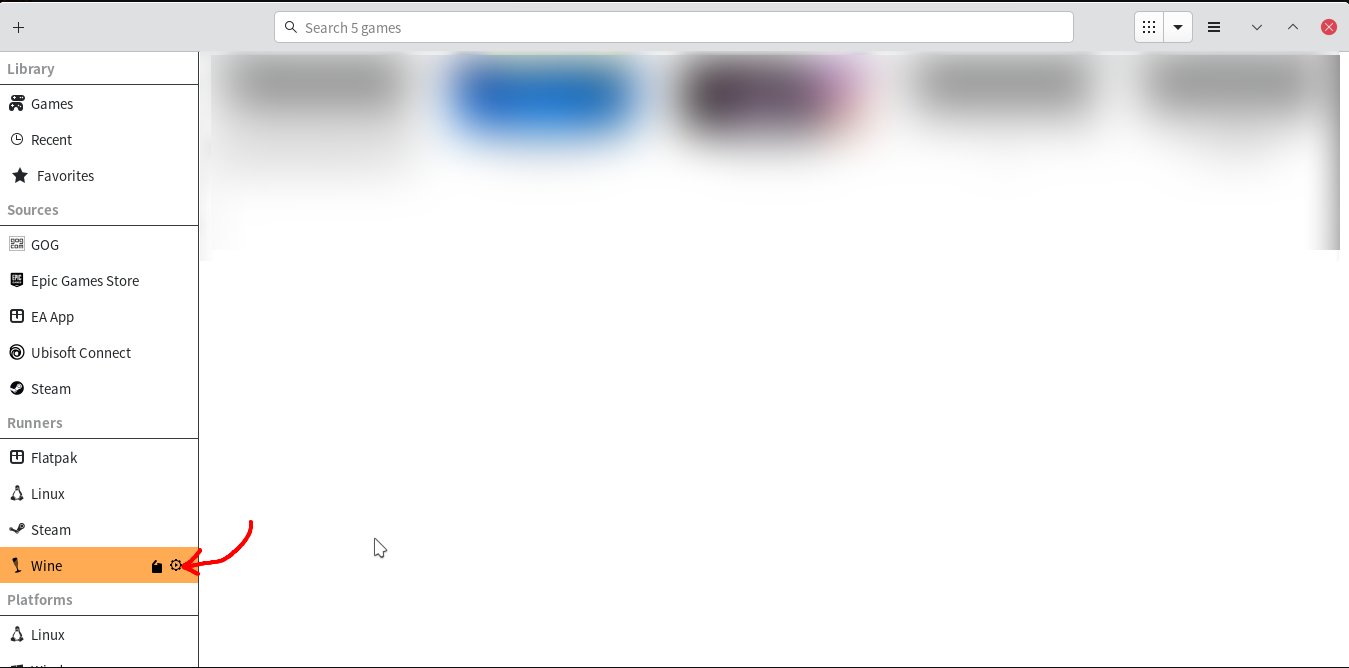 Search 5 games
Library
Games
Recent
Favorites
Sources
GOG
Epic Games Store
EA App
Ubisoft Connect
Steam
Runners
Flatpak
Linux
Steam
Wine
Platforms
Linux